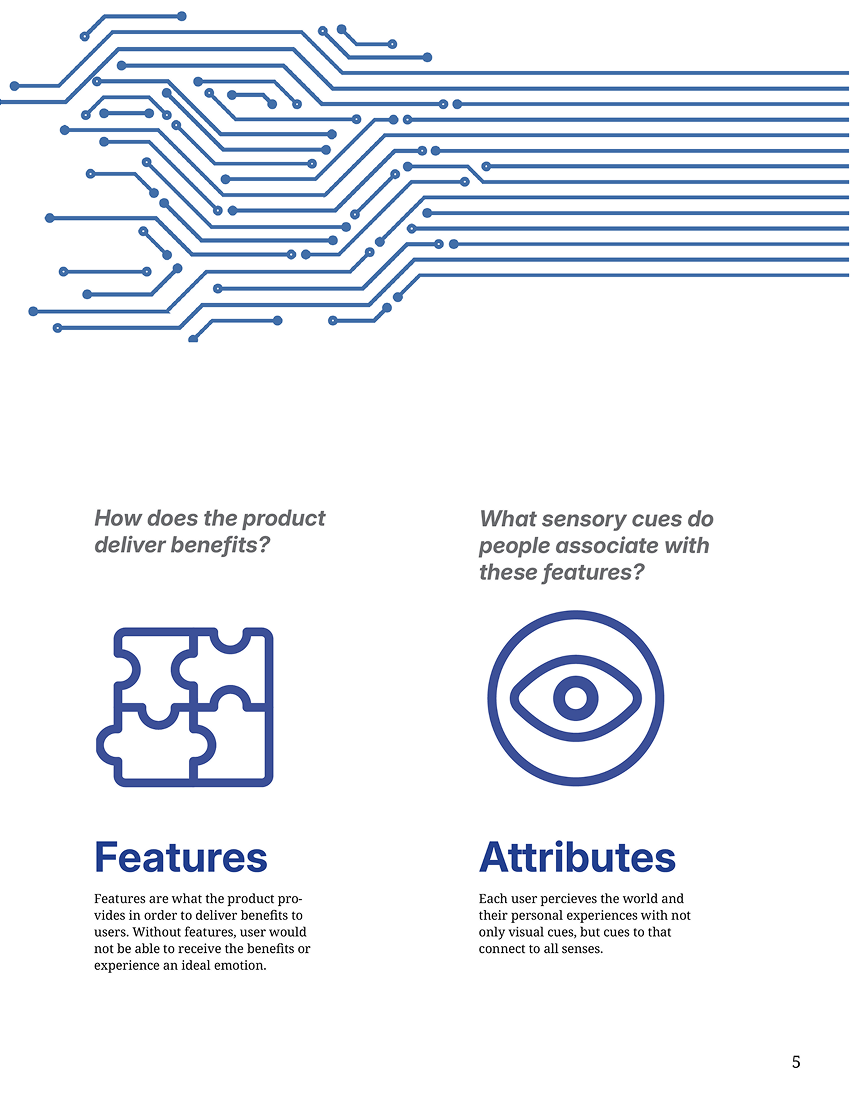 How does the product
deliver benefits?
What sensory cues do
people associate with
these features?
Features
Features are what the product pro-
vides in order to deliver benefits to
users. Without features, user would
not be able to receive the benefits or
experience an ideal emotion.
Attributes
Each user percieves the world and
their personal experiences with not
only visual cues, but cues to that
connect to all senses.
5